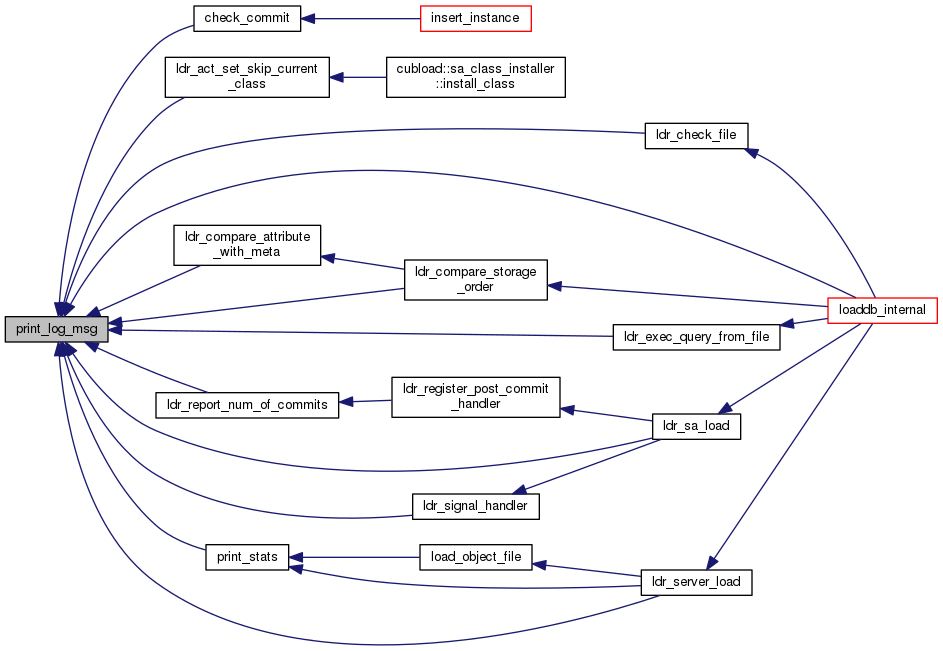 check_commit
insert_instance
ldr_act_set_skip_current
_class
cubload::sa_class_installer
::install_class
ldr_check_file
ldr_compare_attribute
_with_meta
ldr_compare_storage
_order
loaddb_internal
print_log_msg
ldr_exec_query_from_file
ldr_report_num_of_commits
ldr_register_post_commit
_handler
ldr_sa_load
ldr_signal_handler
print_stats
load_object_file
ldr_server_load